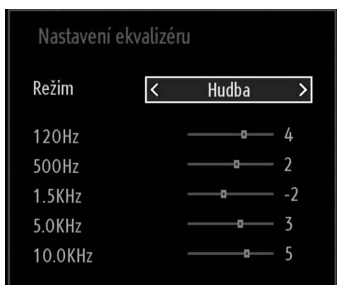 Nastavení ekvalizéru
Režim < Hudba >
120Hz 4
500Hz 2
1.5KHz -2
5.0KHz 3
10.0KHz 5